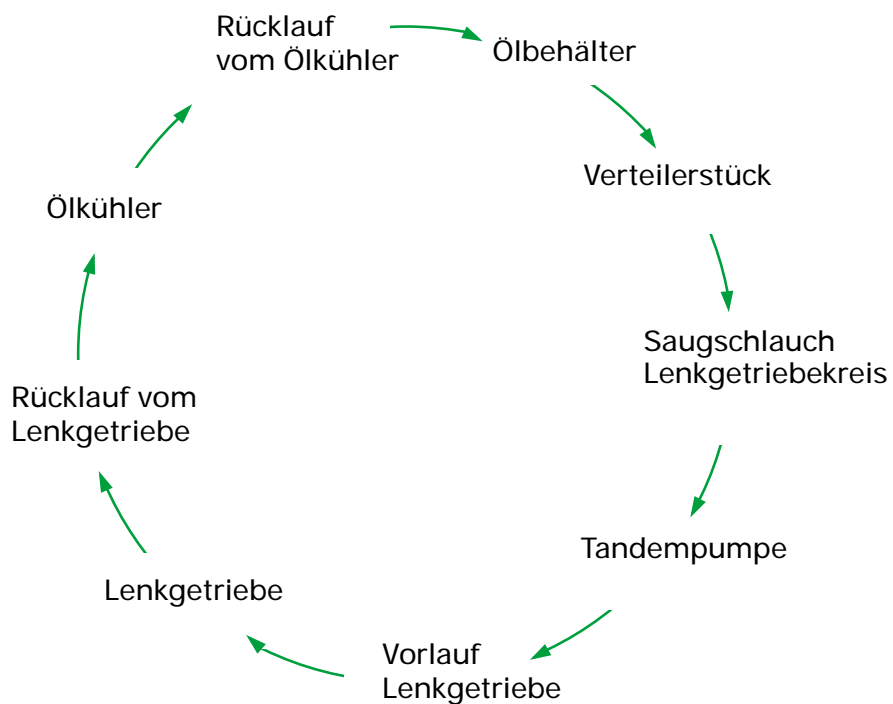 Rücklauf
vom Ölkühler
Ölbehälter
Verteilerstück
Saugschlauch
Lenkgetriebekreis
Tandempumpe
Vorlauf
Lenkgetriebe
Lenkgetriebe
Rücklauf vom
Lenkgetriebe
Ölkühler